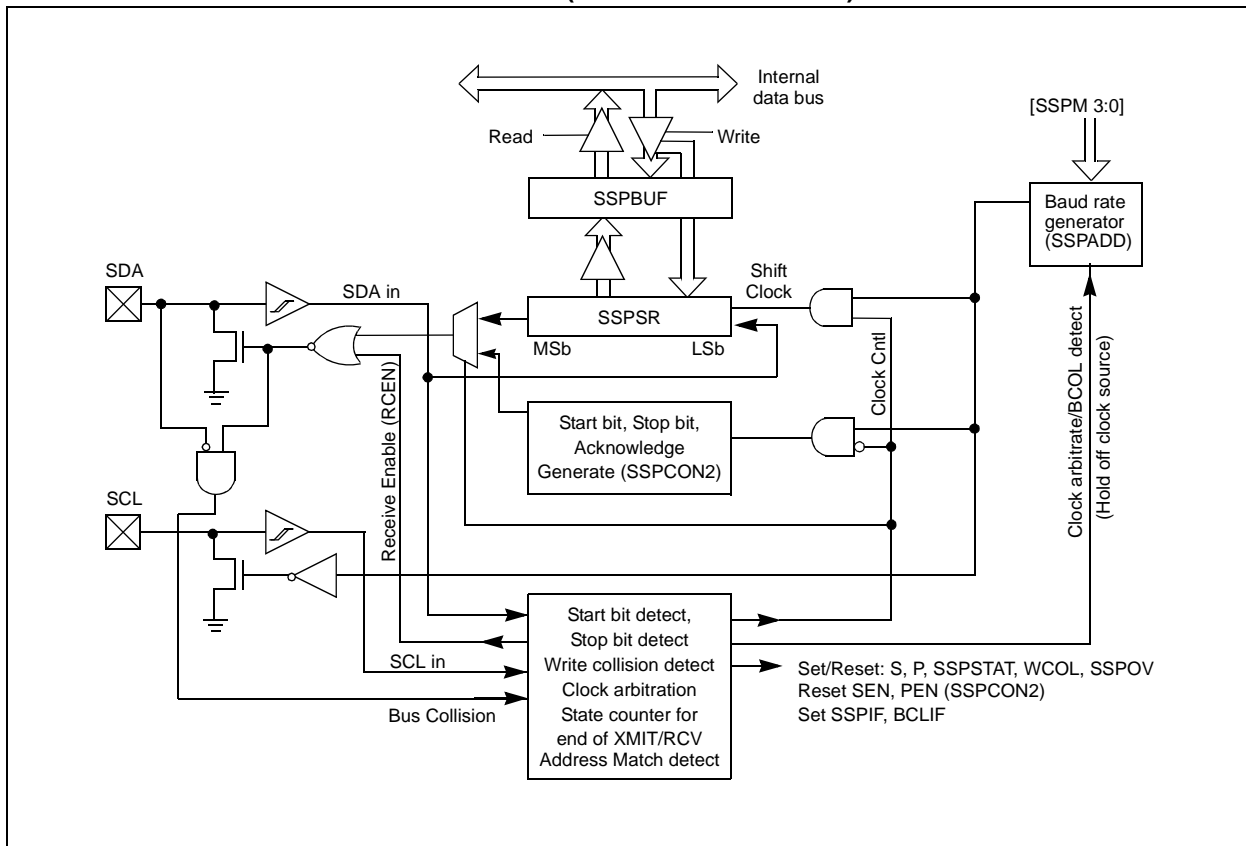 Internal
data bus
[SSPM 3:0]
Read
Write
SSPBUF
Baud rate
generator
(SSPADD)
SDA
SDA in
Shift
Clock
SSPSR
MSb
LSb
Receive Enable (RCEN)
Clock Cntl
Clock arbitrate/BCOL detect
(Hold off clock source)
Start bit, Stop bit,
Acknowledge
Generate (SSPCON2)
SCL
SCL in
Bus Collision
Start bit detect,
Stop bit detect
Write collision detect
Clock arbitration
State counter for
end of XMIT/RCV
Address Match detect
Set/Reset: S, P, SSPSTAT, WCOL, SSPOV
Reset SEN, PEN (SSPCON2)
Set SSPIF, BCLIF